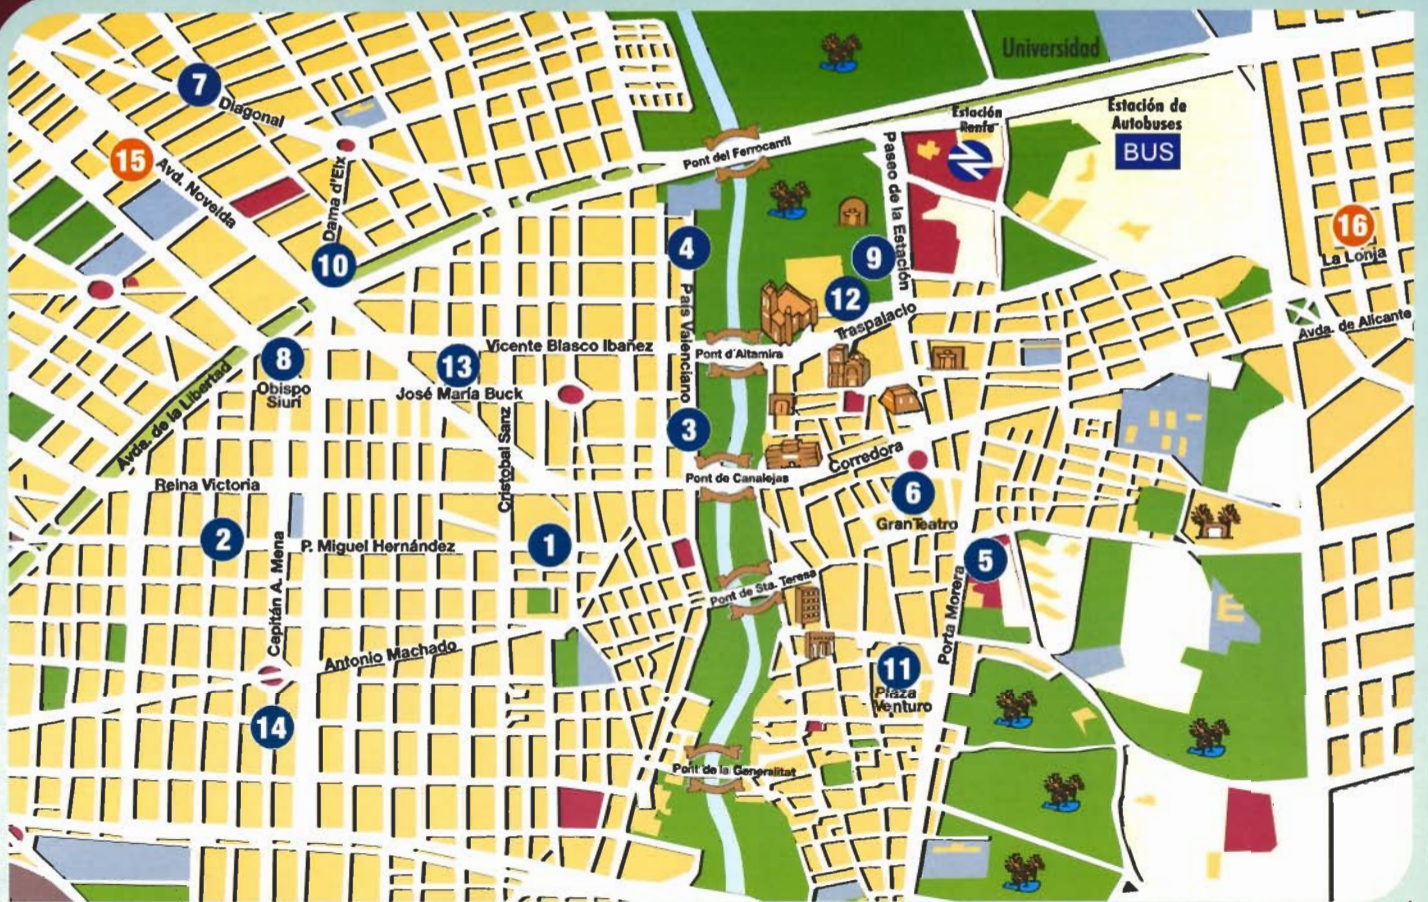 Universidad
7
Diagonal
Estación
Renfe
Estación de
Autobuses
BUS
Pont del Ferrocarril
15
Avd. Novelda
Dama d'Elx
Paseo de la Estación
16
La Lonja
10
4
9
12
Traspalacio
Avda. de Alicante
Pas Valenciano
Vicente Blasco Ibañez
Pont d'Altamira
8
Obispo
Siuri
13
José María Buck
Avda. de la Libertad
Cristobal Sanz
3
Corredora
Pont de Canalejas
Reina Victoria
6
Gran Teatro
2
Capitán A. Mena
P. Miguel Hernández
1
5
Pont de Sta. Teresa
Porta Morera
Antonio Machado
11
Plaza
Venturo
14
Pont de la Generalitat